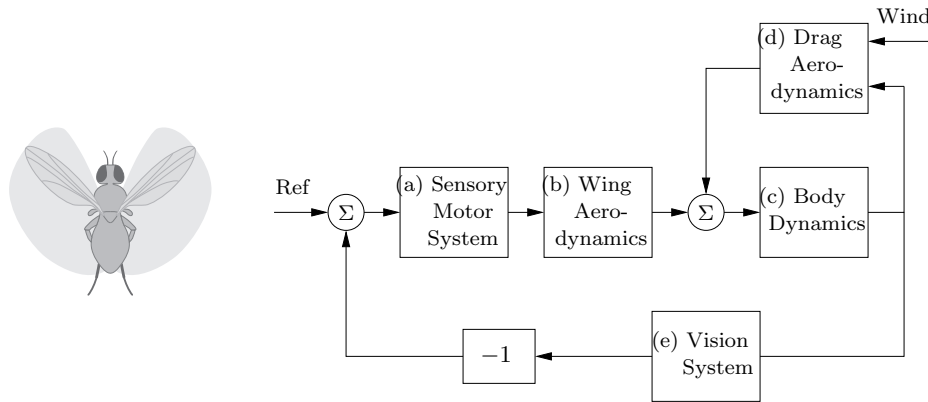 Wind
(d) Drag
Aero-
dynamics
Ref
Σ
(a) Sensory
Motor
System
(b) Wing
Aero-
dynamics
Σ
(c) Body
Dynamics
−1
(e) Vision
System